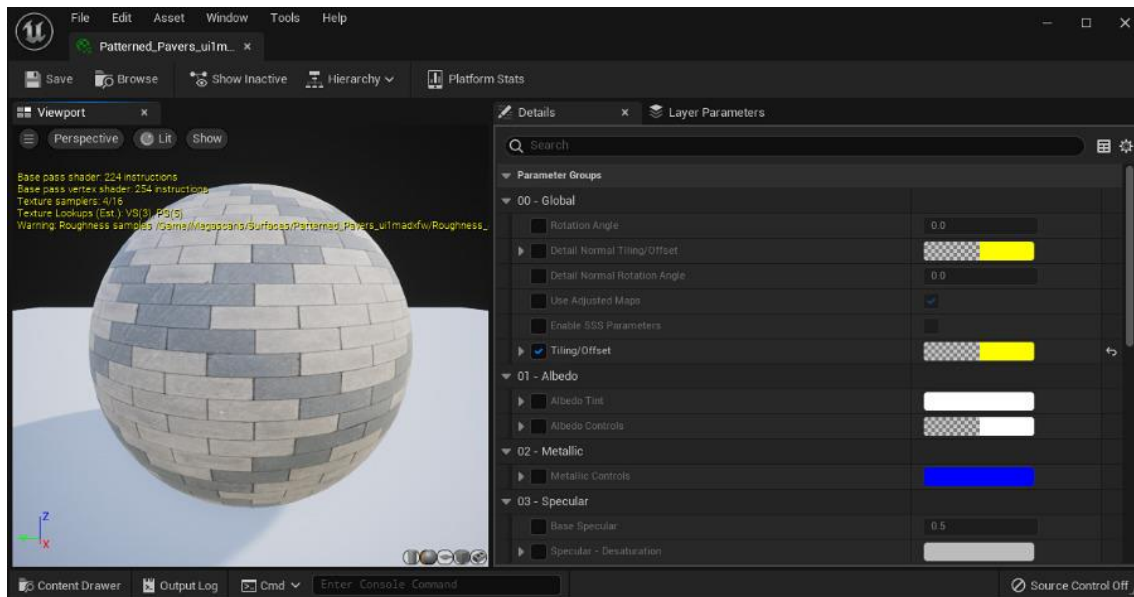 File Edit Asset Window Tools Help
Patterned_Pavers_ui1m...
Save Browse Show Inactive Hierarchy Platform Stats
Viewport
Perspective Lit Show
Base pass shader: 224 instructions
Base pass vertex shader: 254 instructions
Texture samplers: 4/16
Texture Lookups (Est.): VS(3), PS(5)
Warning: Roughness samples /Game/Megascans/Surfaces/Patterned_Pavers_ui1madxfw/Roughness_
Z
X
Details Layer Parameters
Search
Parameter Groups
00 - Global
Rotation Angle 0.0
Detail Normal Tiling/Offset
Detail Normal Rotation Angle 0.0
Use Adjusted Maps
Enable SSS Parameters
Tiling/Offset
01 - Albedo
Albedo Tint
Albedo Controls
02 - Metallic
Metallic Controls
03 - Specular
Base Specular 0.5
Specular - Desaturation
Content Drawer Output Log Cmd Enter Console Command Source Control Off